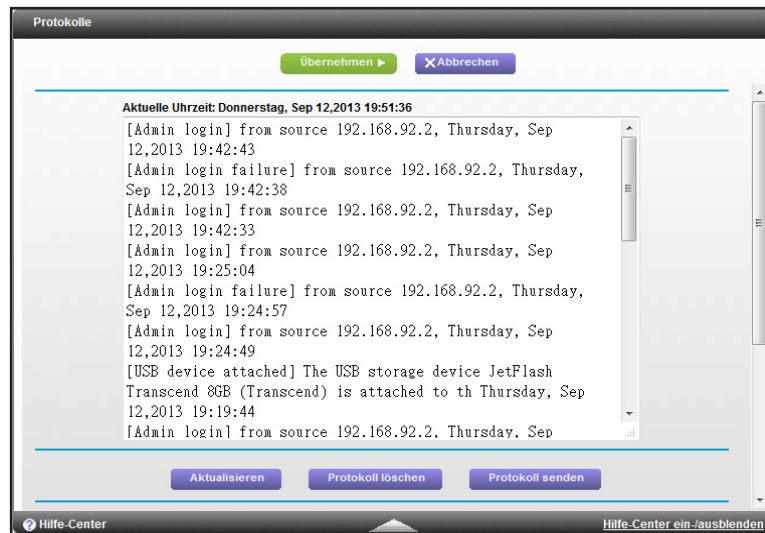 Protokolle
Übernehmen
Abbrechen
Aktuelle Uhrzeit: Donnerstag, Sep 12,2013 19:51:36
[Admin login] from source 192.168.92.2, Thursday, Sep
12,2013 19:42:43
[Admin login failure] from source 192.168.92.2, Thursday,
Sep 12,2013 19:42:38
[Admin login] from source 192.168.92.2, Thursday, Sep
12,2013 19:42:33
[Admin login] from source 192.168.92.2, Thursday, Sep
12,2013 19:25:04
[Admin login failure] from source 192.168.92.2, Thursday,
Sep 12,2013 19:24:57
[Admin login] from source 192.168.92.2, Thursday, Sep
12,2013 19:24:49
[USB device attached] The USB storage device JetFlash
Transcend 8GB (Transcend) is attached to th Thursday, Sep
12,2013 19:19:44
[Admin login] from source 192.168.92.2, Thursday, Sep
Aktualisieren
Protokoll löschen
Protokoll senden
Hilfe-Center
Hilfe-Center ein-/ausblenden